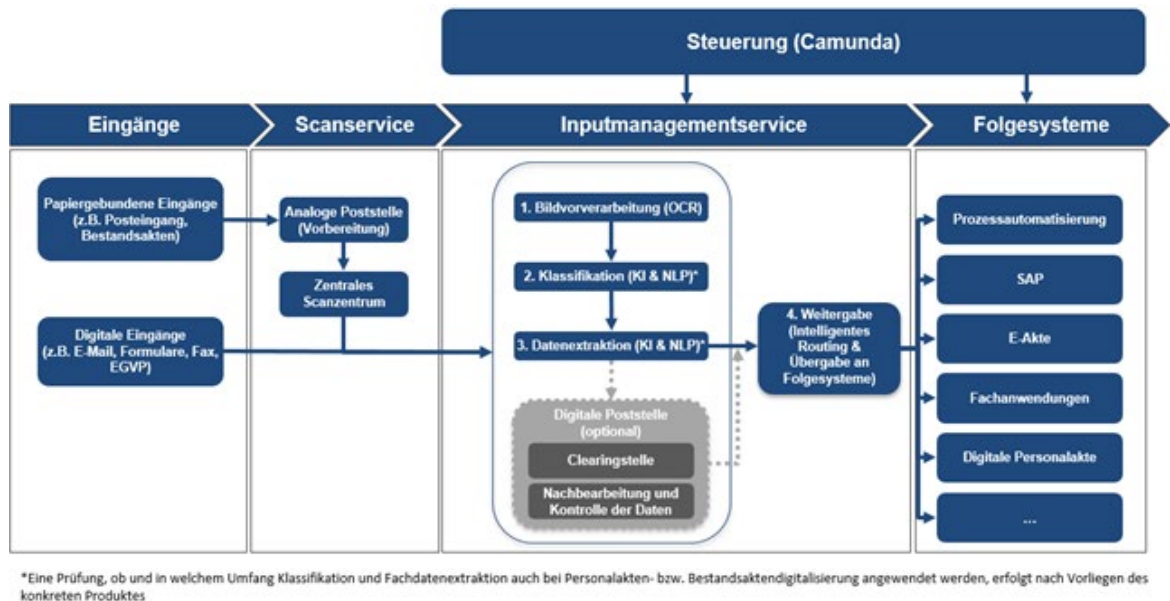 Steuerung (Camunda)
Eingänge
Scanservice
Inputmanagementservice
Folgesysteme
Papiergebundene Eingänge
(z.B. Posteingang,
Bestandsakten)
Digitale Eingänge
(z.B. E-Mail, Formulare, Fax,
EGVP)
Analoge Poststelle
(Vorbereitung)
Zentrales
Scanzentrum
1. Bildvorverarbeitung (OCR)
2. Klassifikation (KI & NLP)*
3. Datenextraktion (KI & NLP)*
Digitale Poststelle
(optional)
Clearingstelle
Nachbearbeitung und
Kontrolle der Daten
4. Weitergabe
(Intelligentes
Routing &
Übergabe an
Folgesysteme)
Prozessautomatisierung
SAP
E-Akte
Fachanwendungen
Digitale Personalakte
...
*Eine Prüfung, ob und in welchem Umfang Klassifikation und Fachdatenextraktion auch bei Personalakten- bzw. Bestandsaktendigitalisierung angewendet werden, erfolgt nach Vorliegen des
konkreten Produktes